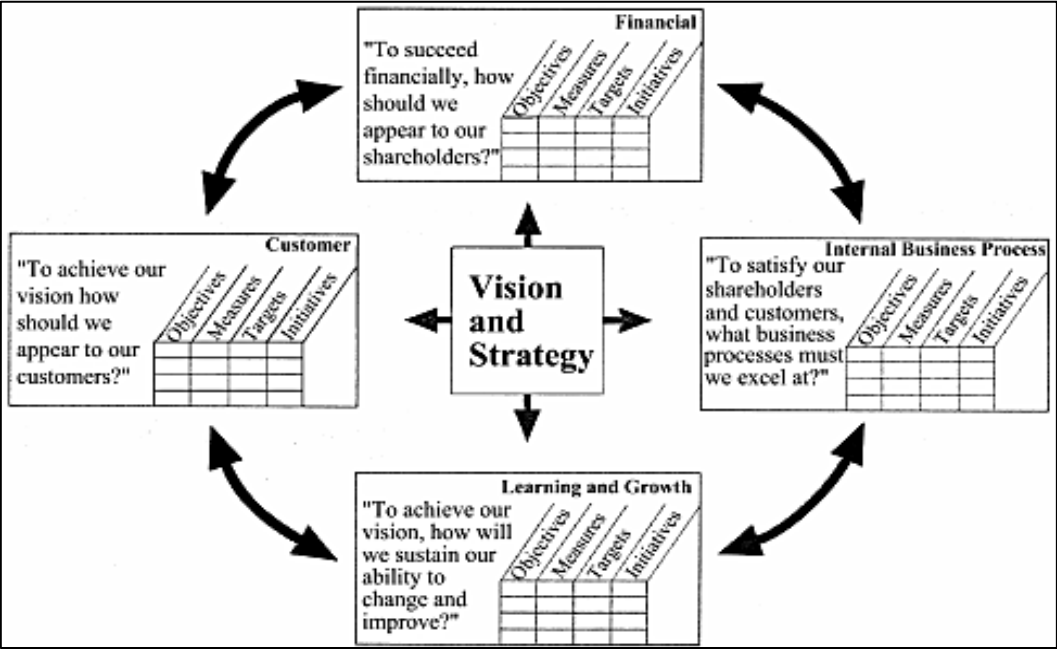 Financial
"To succeed
financially, how
should we
appear to our
shareholders?"
Objectives
Measures
Targets
Initiatives
Customer
"To achieve our
vision how
should we
appear to our
customers?"
Objectives
Measures
Targets
Initiatives
Vision
and
Strategy
Internal Business Process
"To satisfy our
shareholders
and customers,
what business
processes must
we excel at?"
Objectives
Measures
Targets
Initiatives
Learning and Growth
"To achieve our
vision, how will
we sustain our
ability to
change and
improve?"
Objectives
Measures
Targets
Initiatives